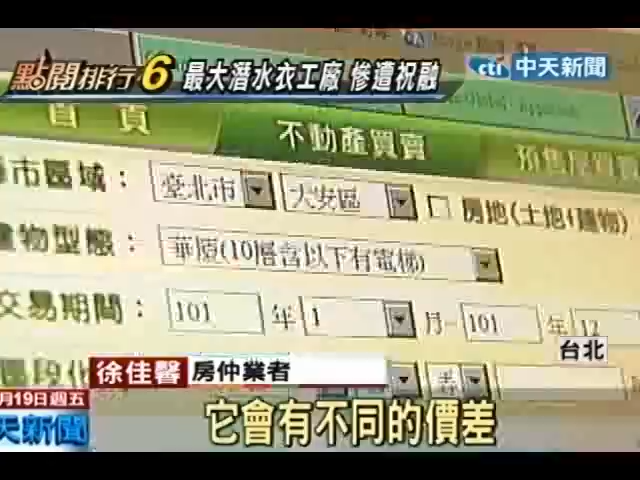 點閱排行 6 最大潛水衣工廠 慘遭祝融
cti 中天新聞
首頁 不動產買賣 預售屋買賣
縣市區域： 臺北市 大安區 房地(土地+建物)
建物型態： 華廈(10層含以下有電梯)
交易期間： 101 年 1 月- 101 年 12
台北
徐佳馨 房仲業者
月19日週五
天新聞
它會有不同的價差